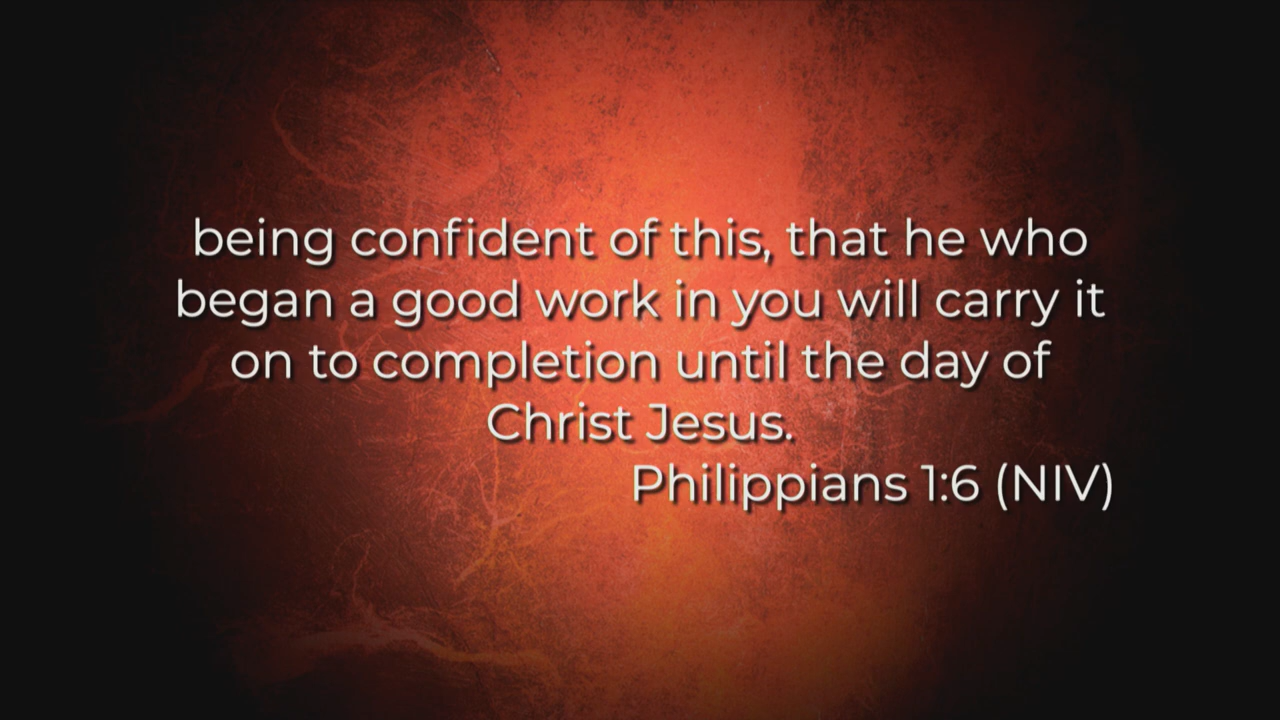 being confident of this, that he who
began a good work in you will carry it
on to completion until the day of
Christ Jesus.
Philippians 1:6 (NIV)